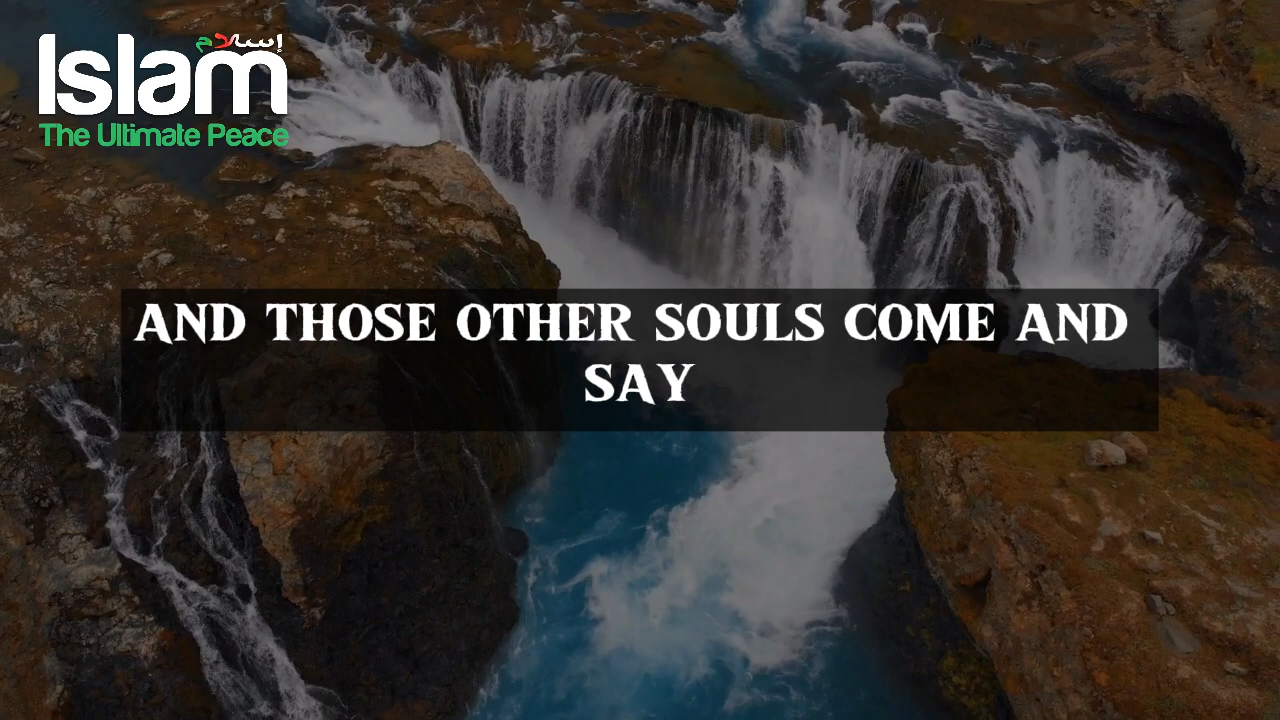 إسلام
Islam
The Ultimate Peace
AND THOSE OTHER SOULS COME AND
SAY